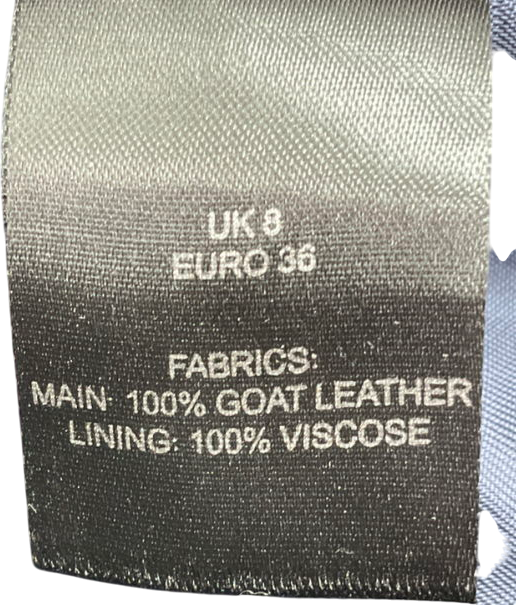 UK 8
EURO 36
FABRICS:
MAIN: 100% GOAT LEATHER
LINING: 100% VISCOSE